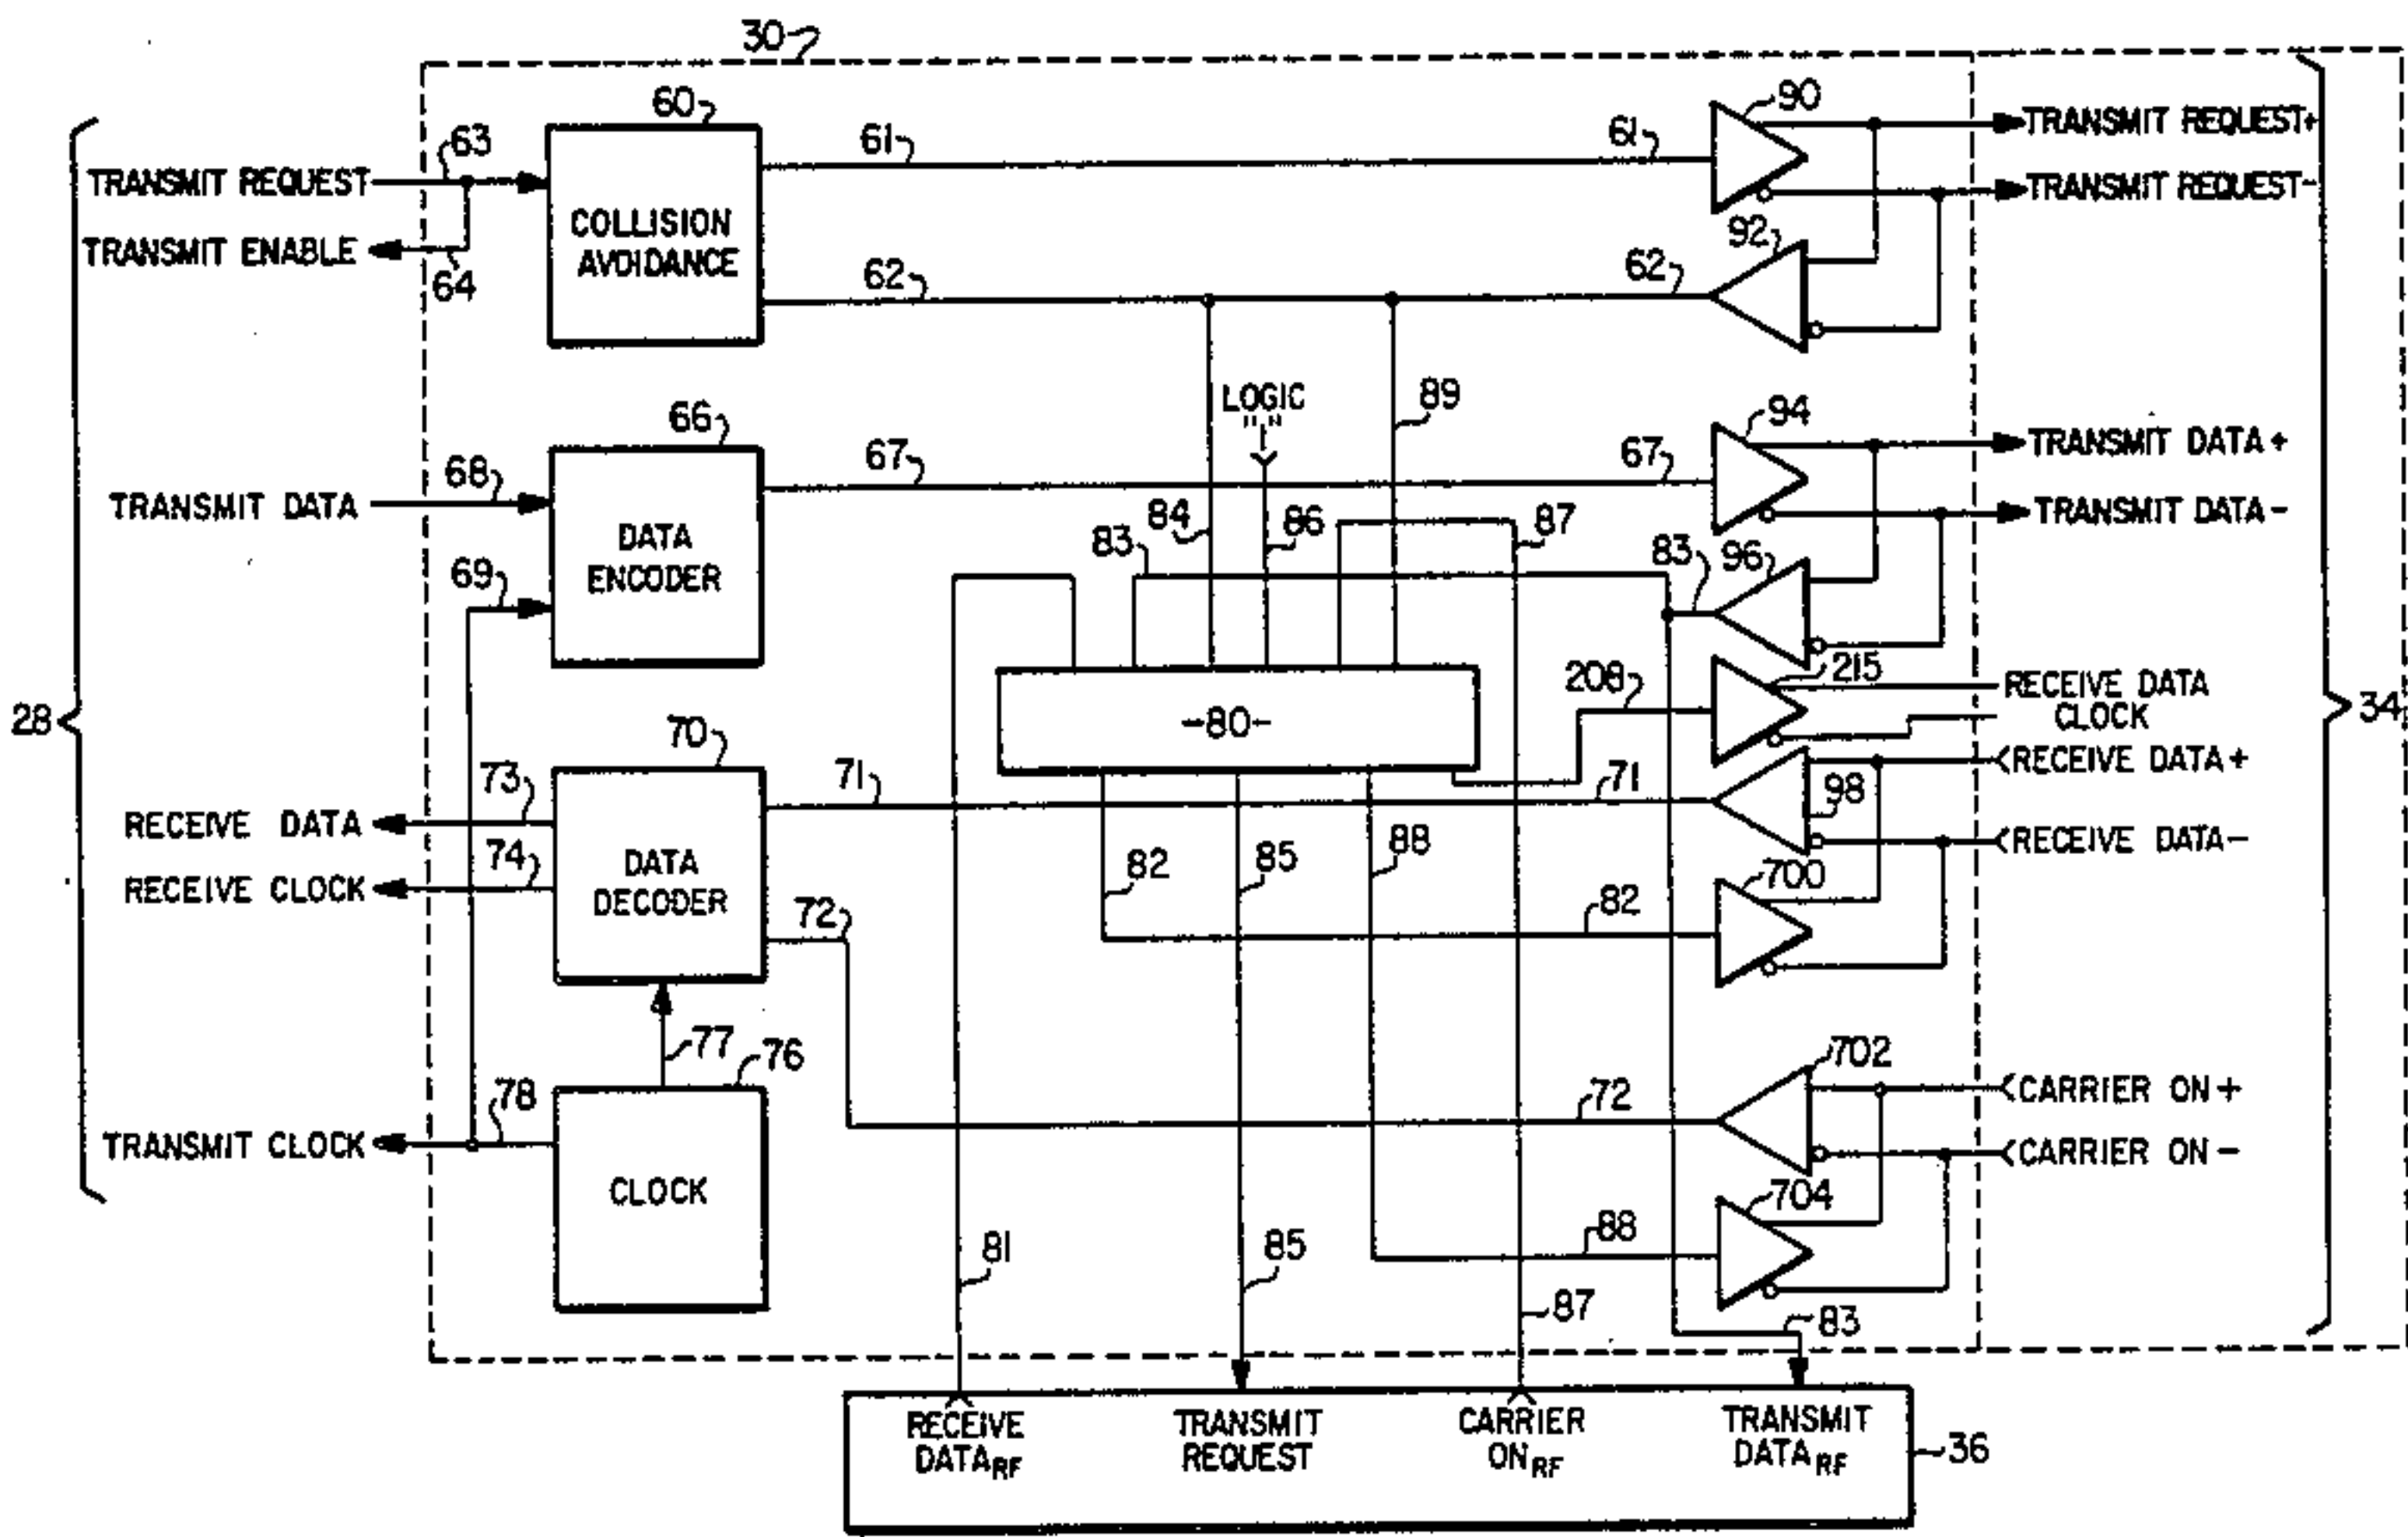 30
60
90
63
61
61
TRANSMIT REQUEST+
TRANSMIT REQUEST
TRANSMIT REQUEST-
COLLISION
AVOIDANCE
92
TRANSMIT ENABLE
64
62
62
LOGIC
"1"
89
66
94
67
67
TRANSMIT DATA+
68
TRANSMIT DATA
84
86
87
TRANSMIT DATA-
DATA
ENCODER
83
83
96
69
208
215
RECEIVE DATA
CLOCK
28
-80-
34
70
71
71
RECEIVE DATA+
73
98
RECEIVE DATA
RECEIVE DATA-
74
DATA
DECODER
82
85
88
700
RECEIVE CLOCK
72
82
77
76
702
78
72
CARRIER ON+
TRANSMIT CLOCK
CARRIER ON-
CLOCK
704
81
85
88
87
83
RECEIVE
DATARF
TRANSMIT
REQUEST
CARRIER
ONRF
TRANSMIT
DATARF
36